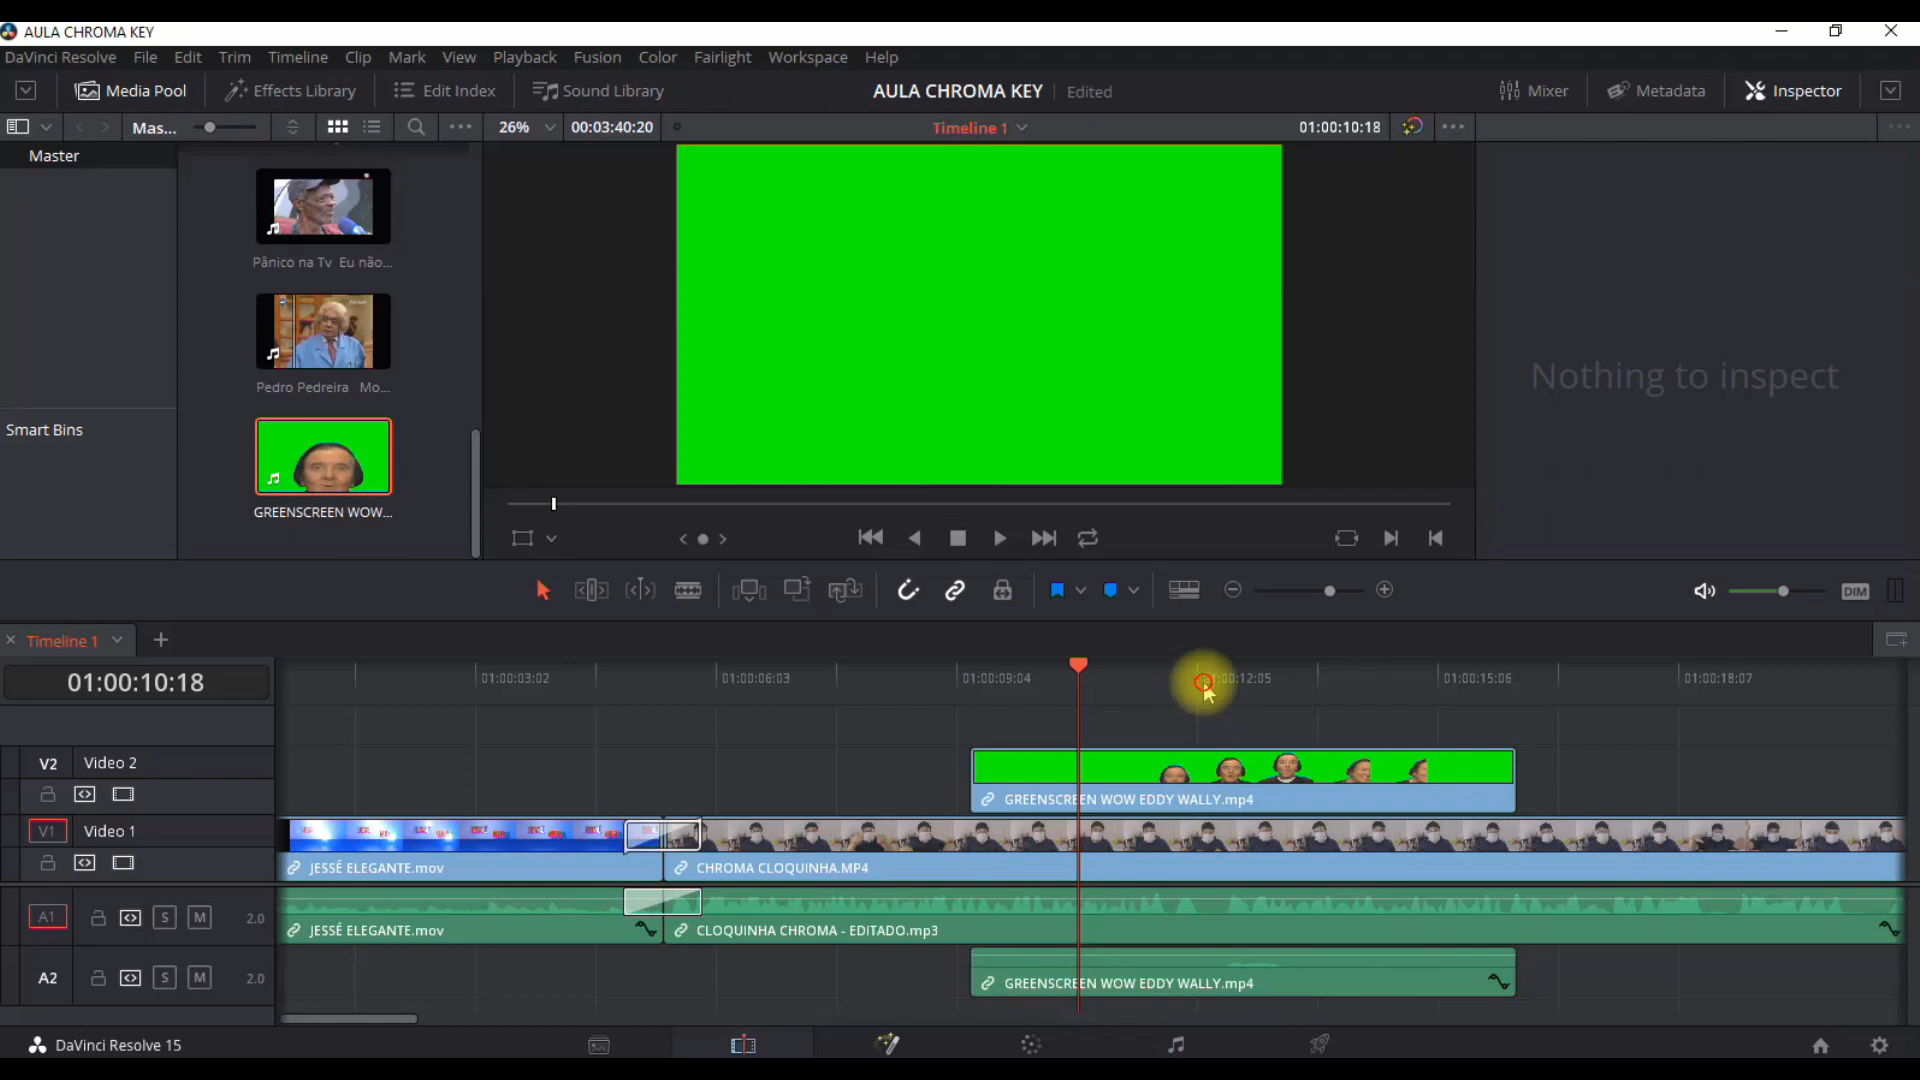 AULA CHROMA KEY
DaVinci Resolve File Edit Trim Timeline Clip Mark View Playback Fusion Color Fairlight Workspace Help
Media Pool Effects Library Edit Index Sound Library AULA CHROMA KEY Edited Mixer Metadata Inspector
Mas... 26% 00:03:40:20 Timeline 1 01:00:10:18
Master
Pânico na Tv Eu não...
Pedro Pedreira Mo...
Nothing to inspect
Smart Bins
GREENSCREEN WOW...
DIM
Timeline 1
01:00:10:18 01:00:03:02 01:00:06:03 01:00:09:04 01:00:12:05 01:00:15:06 01:00:18:07
V2 Video 2
GREENSCREEN WOW EDDY WALLY.mp4
V1 Video 1
JESSÉ ELEGANTE.mov CHROMA CLOQUINHA.MP4
A1 S M 2.0
JESSÉ ELEGANTE.mov CLOQUINHA CHROMA - EDITADO.mp3
A2 S M 2.0
GREENSCREEN WOW EDDY WALLY.mp4
DaVinci Resolve 15